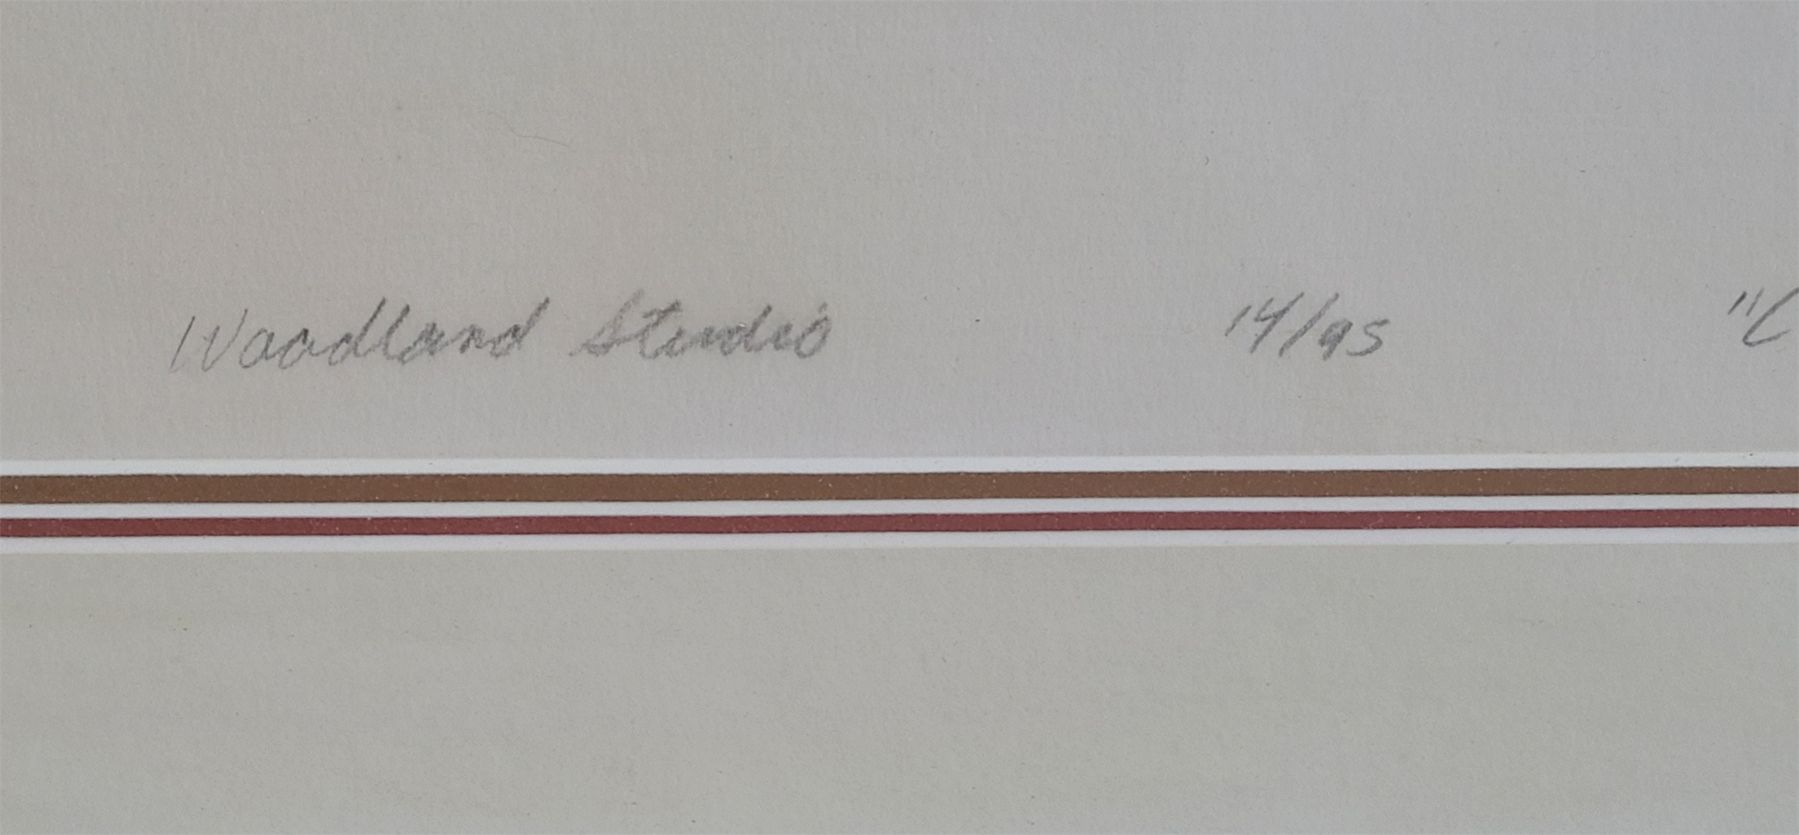 Woodland Studio 14/95 "C